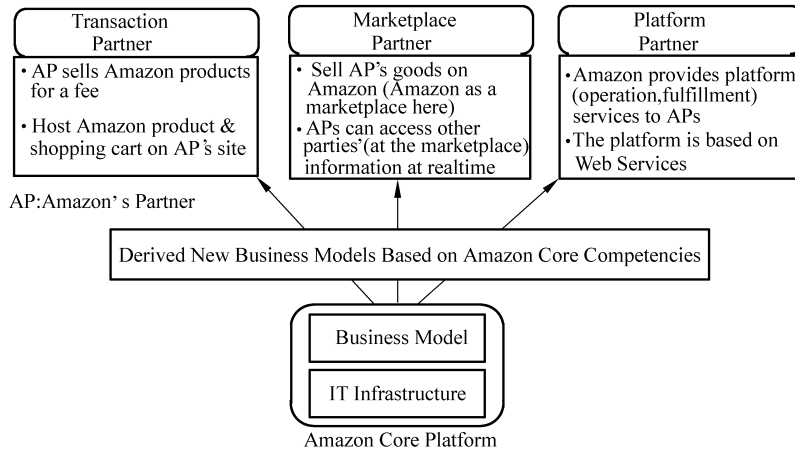 Transaction
Partner
• AP sells Amazon products
for a fee
• Host Amazon product &
shopping cart on AP's site
Marketplace
Partner
• Sell AP's goods on
Amazon (Amazon as a
marketplace here)
• APs can access other
parties'(at the marketplace)
information at realtime
Platform
Partner
• Amazon provides platform
(operation,fulfillment)
services to APs
• The platform is based on
Web Services
AP:Amazon's Partner
Derived New Business Models Based on Amazon Core Competencies
Business Model
IT Infrastructure
Amazon Core Platform